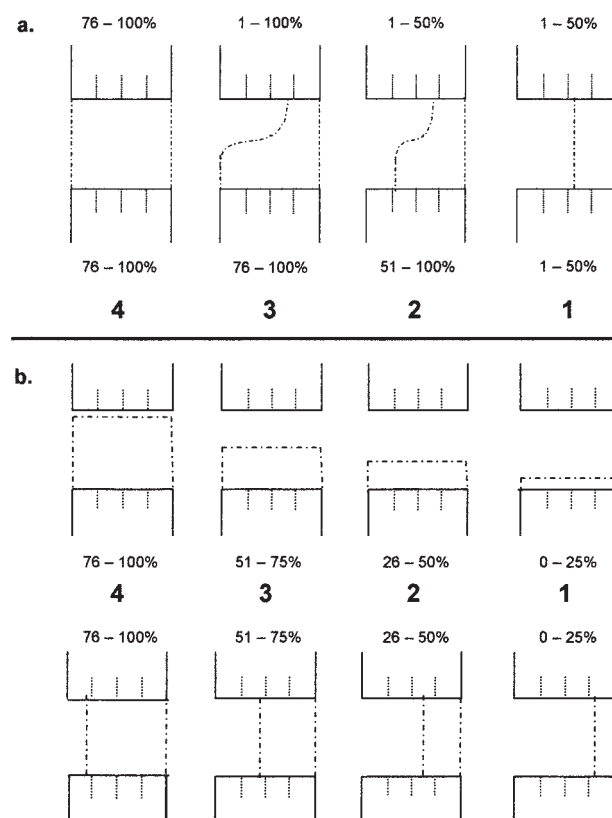 a.
76 – 100% 1 – 100% 1 – 50% 1 – 50%
76 – 100% 76 – 100% 51 – 100% 1 – 50%
4 3 2 1
b.
76 – 100% 51 – 75% 26 – 50% 0 – 25%
4 3 2 1
76 – 100% 51 – 75% 26 – 50% 0 – 25%